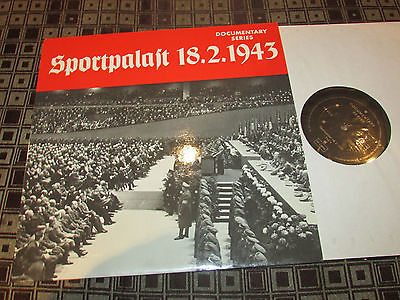 DOCUMENTARY
SERIES
Sportpalast 18.2.1943